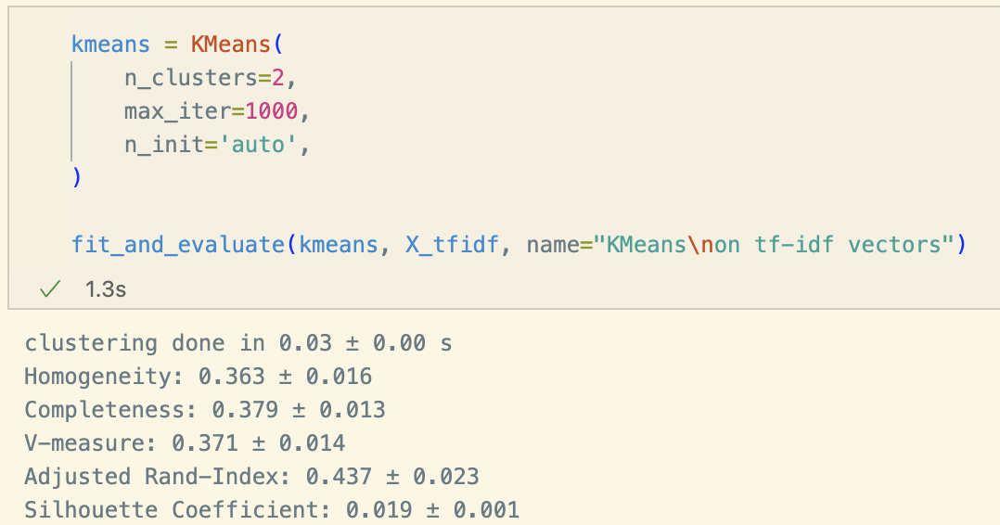 kmeans = KMeans(
    n_clusters=2,
    max_iter=1000,
    n_init='auto',
)
fit_and_evaluate(kmeans, X_tfidf, name="KMeans\non tf-idf vectors")
✓ 1.3s
clustering done in 0.03 ± 0.00 s
Homogeneity: 0.363 ± 0.016
Completeness: 0.379 ± 0.013
V-measure: 0.371 ± 0.014
Adjusted Rand-Index: 0.437 ± 0.023
Silhouette Coefficient: 0.019 ± 0.001